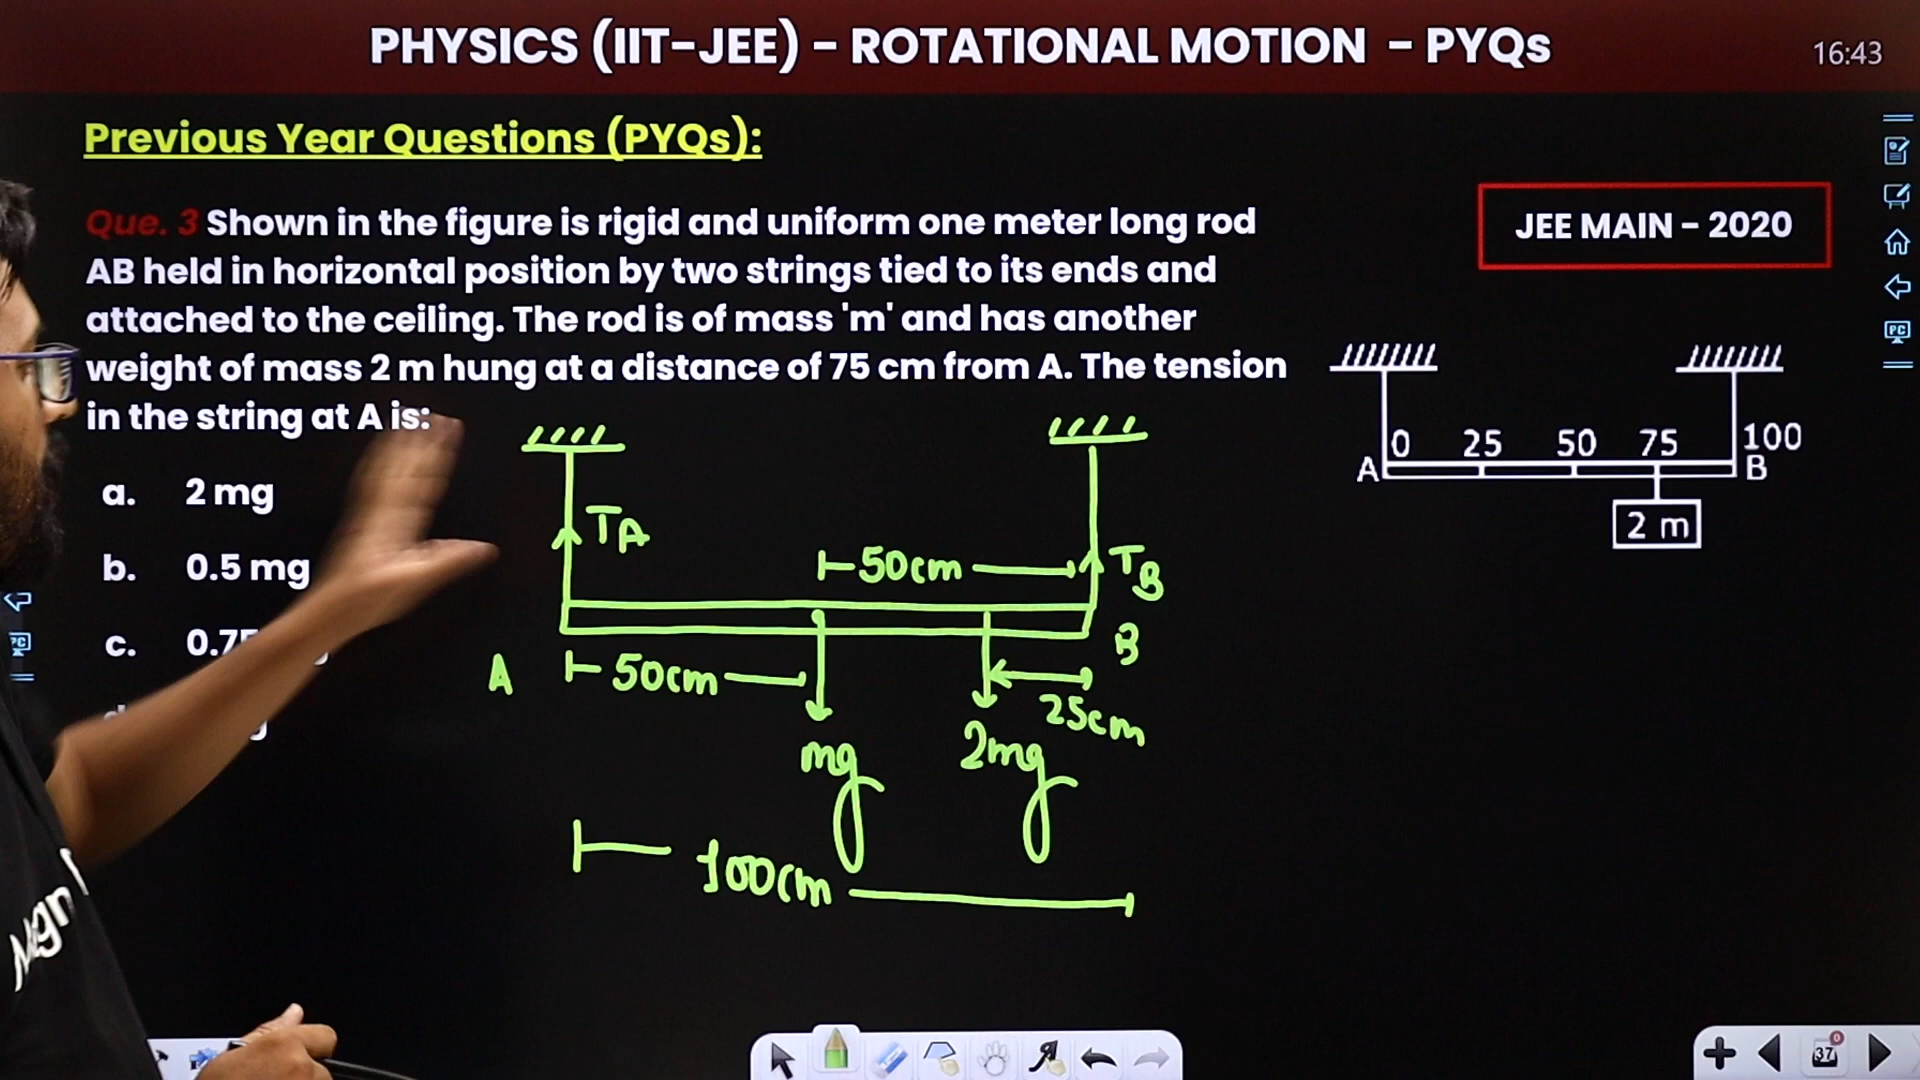 PHYSICS (IIT-JEE) - ROTATIONAL MOTION - PYQs
16:43
Previous Year Questions (PYQs):
Que. 3 Shown in the figure is rigid and uniform one meter long rod
AB held in horizontal position by two strings tied to its ends and
attached to the ceiling. The rod is of mass 'm' and has another
weight of mass 2 m hung at a distance of 75 cm from A. The tension
in the string at A is:
JEE MAIN - 2020
a. 2 mg
b. 0.5 mg
c.
0 25 50 75 100
A B
2 m
TA
50cm
TB
A
50cm
B
25cm
mg
2mg
100cm
PC
PC
37
0